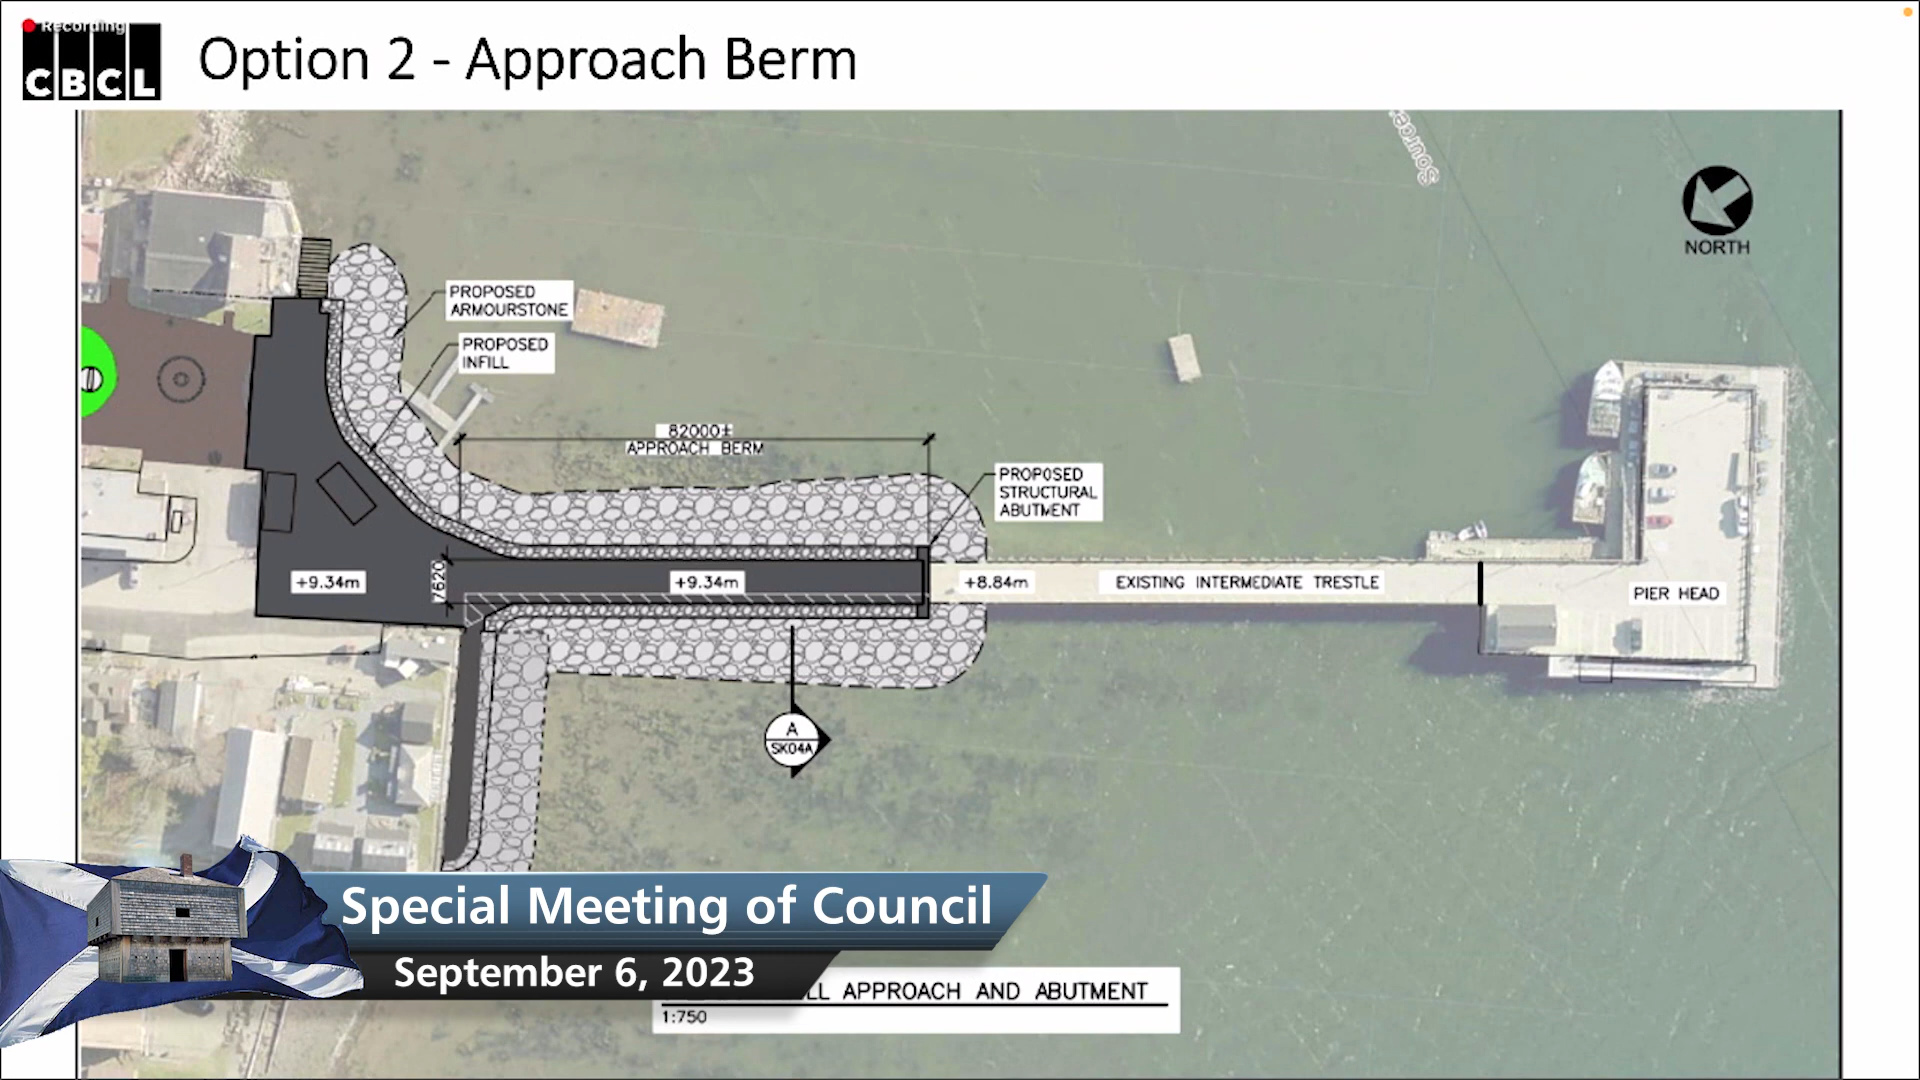 Recording
CBCL
Option 2 - Approach Berm
NORTH
PROPOSED
ARMOURSTONE
PROPOSED
INFILL
82000±
APPROACH BERM
PROPOSED
STRUCTURAL
ABUTMENT
+9.34m
7620
+9.34m
+8.84m
EXISTING INTERMEDIATE TRESTLE
PIER HEAD
A
SK04A
Special Meeting of Council
September 6, 2023
APPROACH AND ABUTMENT
1:750